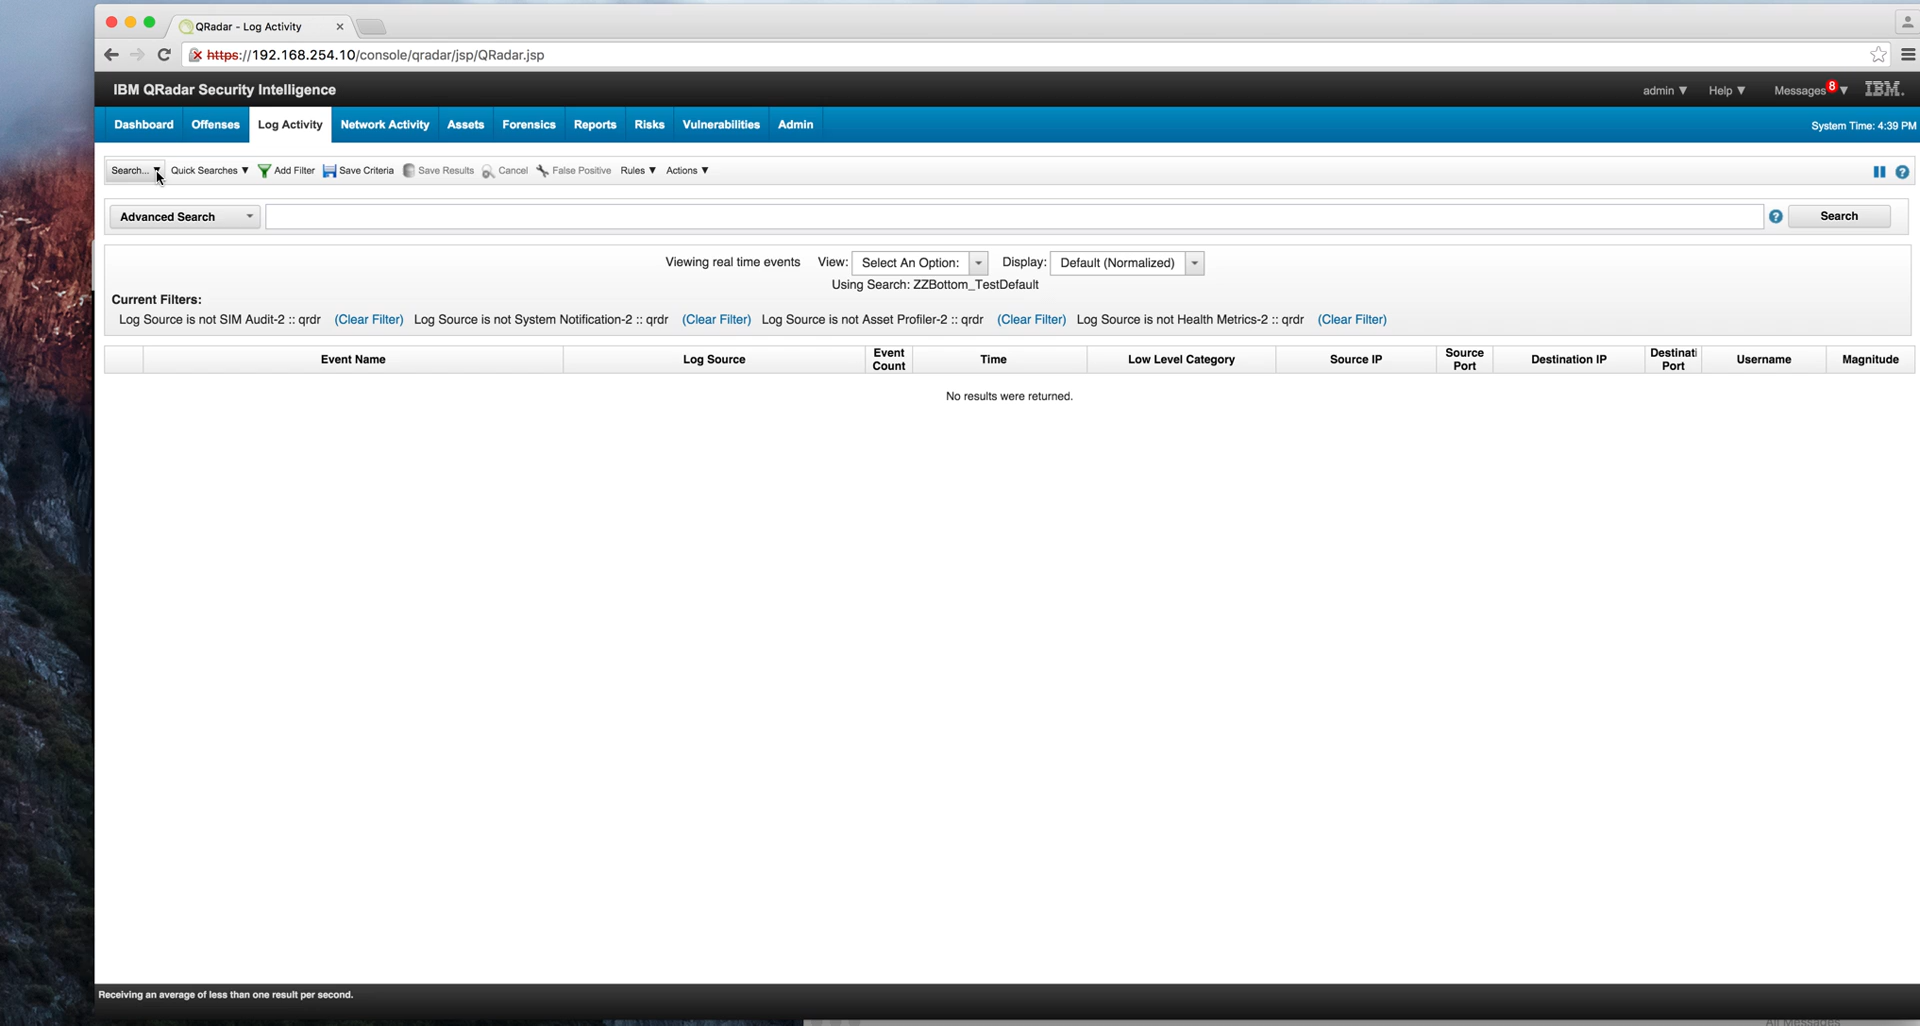 QRadar - Log Activity
https://192.168.254.10/console/qradar/jsp/QRadar.jsp
IBM QRadar Security Intelligence
admin ▼ Help ▼ Messages 8 ▼ IBM.
Dashboard Offenses Log Activity Network Activity Assets Forensics Reports Risks Vulnerabilities Admin System Time: 4:39 PM
Search... ▼ Quick Searches ▼ Add Filter Save Criteria Save Results Cancel False Positive Rules ▼ Actions ▼ ?
Advanced Search ? Search
Viewing real time events View: Select An Option: Display: Default (Normalized)
Using Search: ZZBottom_TestDefault
Current Filters:
Log Source is not SIM Audit-2 :: qrdr (Clear Filter) Log Source is not System Notification-2 :: qrdr (Clear Filter) Log Source is not Asset Profiler-2 :: qrdr (Clear Filter) Log Source is not Health Metrics-2 :: qrdr (Clear Filter)
Event Name Log Source Event Count Time Low Level Category Source IP Source Port Destination IP Destinati Port Username Magnitude
No results were returned.
Receiving an average of less than one result per second.
All Messages